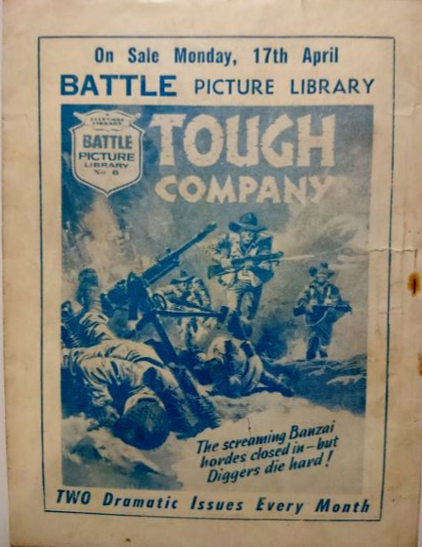 On Sale Monday, 17th April
BATTLE PICTURE LIBRARY
BATTLE
PICTURE
LIBRARY
No 8
TOUGH
COMPANY
The screaming Banzai
hordes closed in – but
Diggers die hard!
TWO Dramatic Issues Every Month